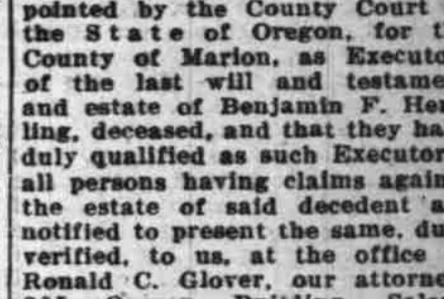 pointed by the County Court
the State of Oregon, for t
County of Marion, as Executo
of the last will and testame
and estate of Benjamin F. He
ling, deceased, and that they ha
duly qualified as such Executor
all persons having claims again
the estate of said decedent a
notified to present the same, du
verified, to us, at the office
Ronald C. Glover, our attorne
Building